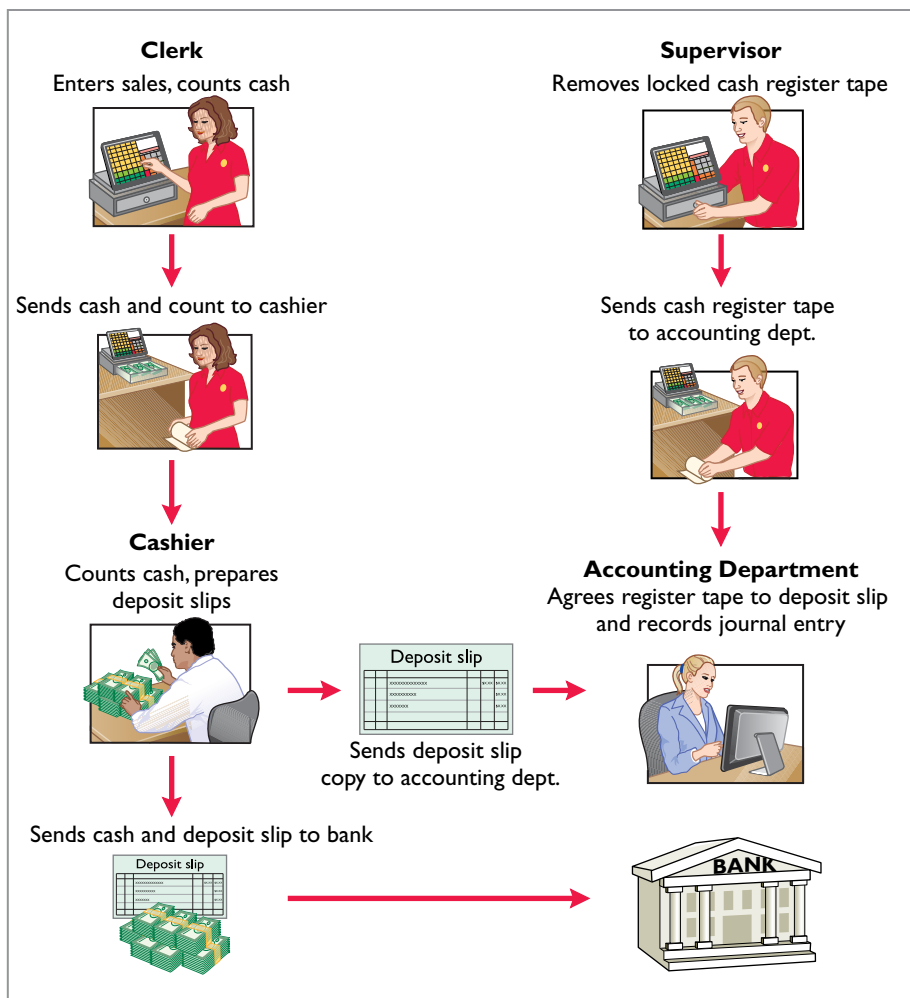 Clerk
Enters sales, counts cash
Supervisor
Removes locked cash register tape
Sends cash and count to cashier
Sends cash register tape
to accounting dept.
Cashier
Counts cash, prepares
deposit slips
Accounting Department
Agrees register tape to deposit slip
and records journal entry
Deposit slip
Sends deposit slip
copy to accounting dept.
Sends cash and deposit slip to bank
Deposit slip
BANK